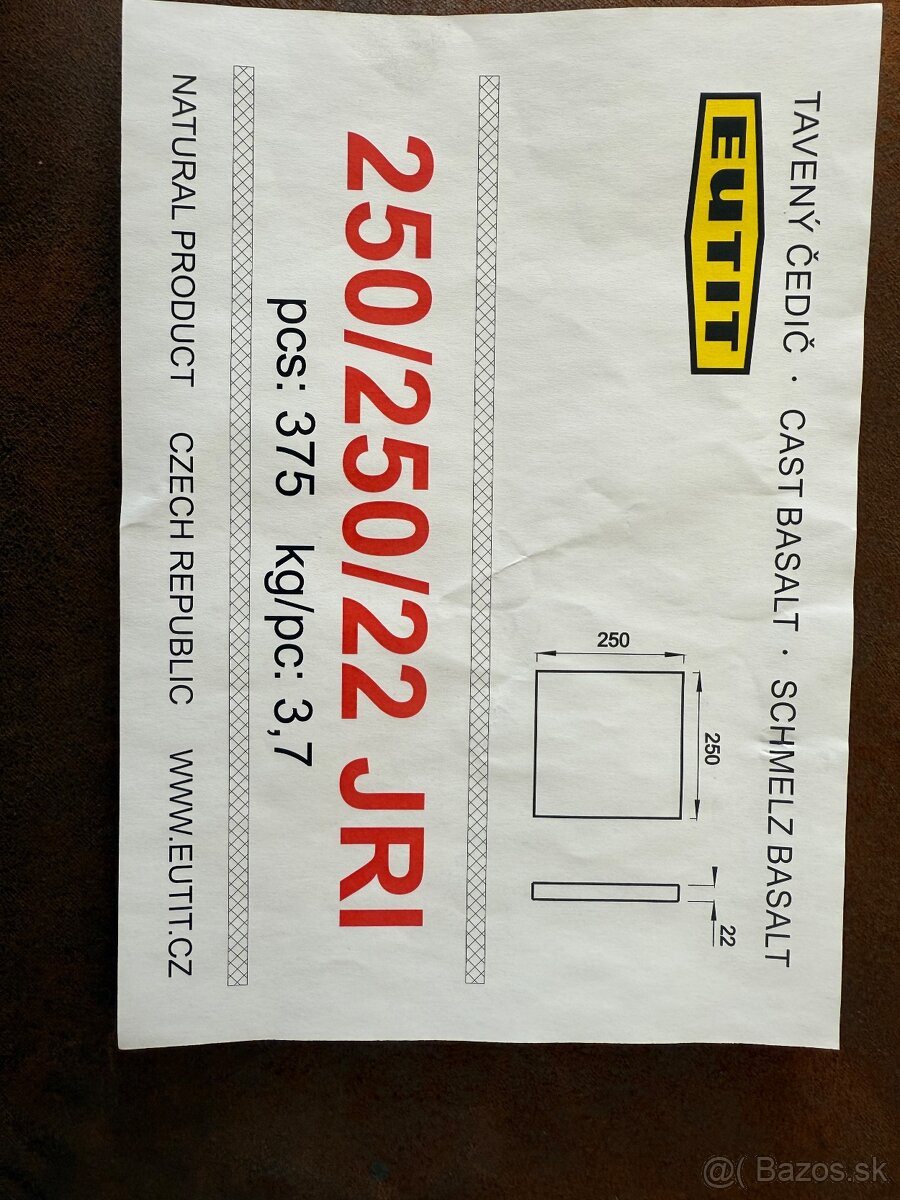 TAVENÝ ČEDIČ · CAST BASALT · SCHMELZ BASALT
EUTIT
250
250
22
250/250/22 JRI
pcs: 375 kg/pc: 3,7
NATURAL PRODUCT CZECH REPUBLIC WWW.EUTIT.CZ
@( Bazos.sk